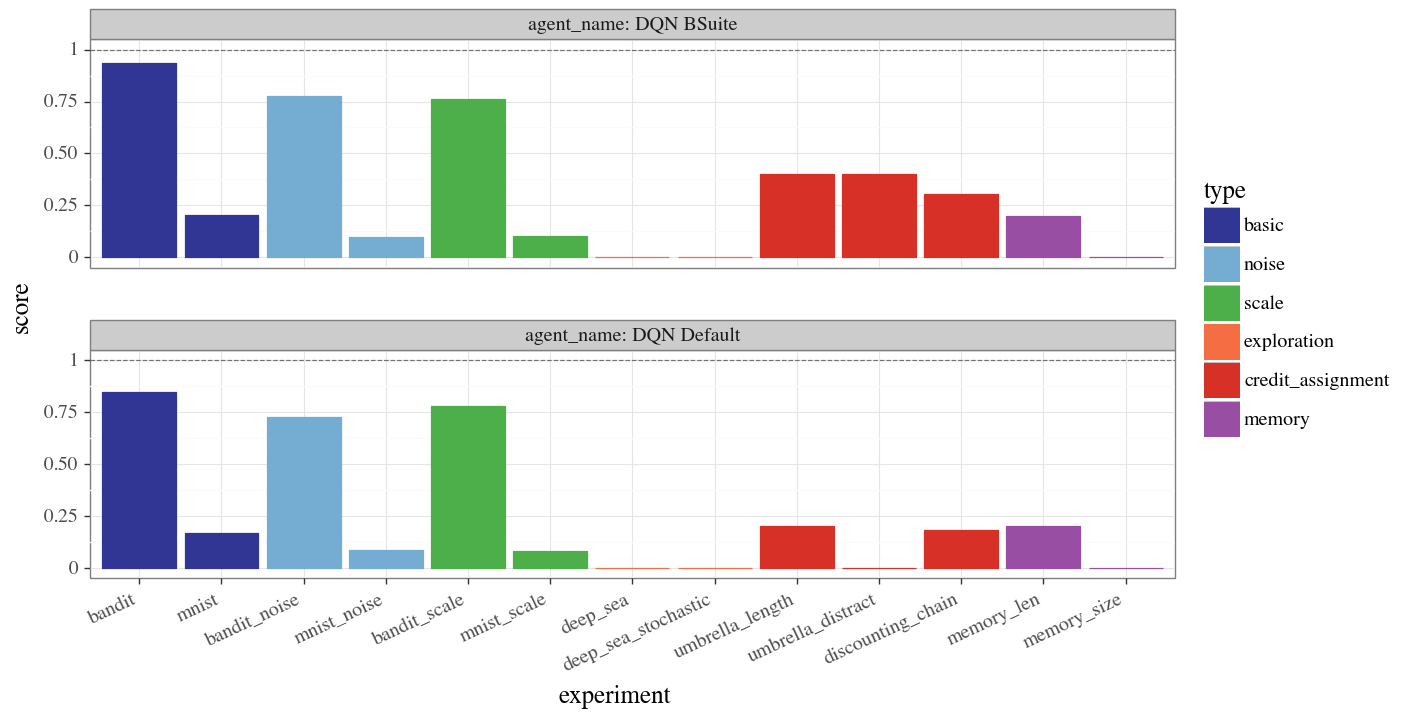 agent_name: DQN BSuite
1
0.75
0.50
0.25
0
agent_name: DQN Default
1
0.75
0.50
0.25
0
score
bandit
mnist
bandit_noise
mnist_noise
bandit_scale
mnist_scale
deep_sea
deep_sea_stochastic
umbrella_length
umbrella_distract
discounting_chain
memory_len
memory_size
experiment
type
basic
noise
scale
exploration
credit_assignment
memory